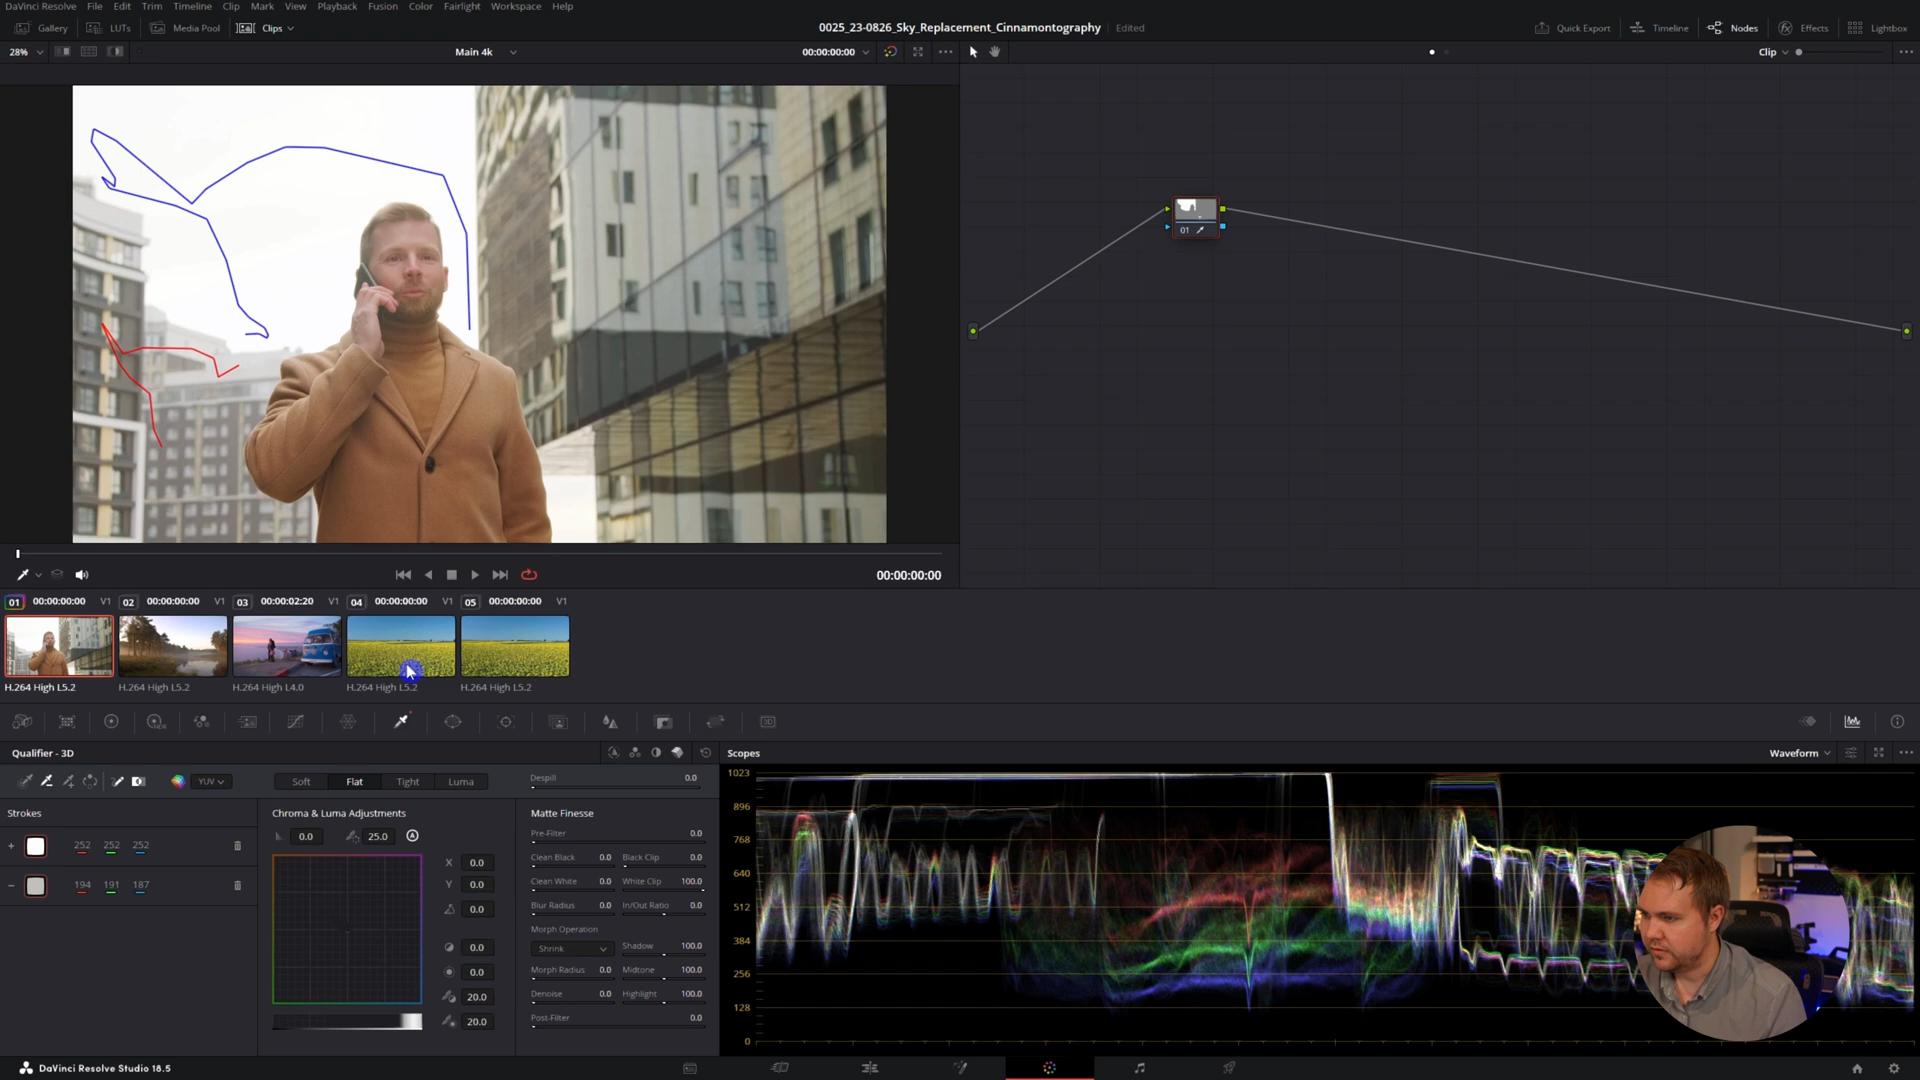 DaVinci Resolve File Edit Trim Timeline Clip Mark View Playback Fusion Color Fairlight Workspace Help
Gallery LUTs Media Pool Clips 0025_23-0826_Sky_Replacement_Cinnamontography Edited Quick Export Timeline Nodes Effects Lightbox
28% Main 4k 00:00:00:00 Clip
01
00:00:00:00
01 00:00:00:00 V1 02 00:00:00:00 V1 03 00:00:02:20 V1 04 00:00:00:00 V1 05 00:00:00:00 V1
H.264 High L5.2 H.264 High L5.2 H.264 High L4.0 H.264 High L5.2 H.264 High L5.2
Qualifier - 3D
YUV Soft Flat Tight Luma
Strokes
+ 252 252 252
- 194 191 187
Chroma & Luma Adjustments
0.0 25.0
X 0.0
Y 0.0
0.0
0.0
0.0
20.0
20.0
Despill 0.0
Matte Finesse
Pre-Filter 0.0
Clean Black 0.0 Black Clip 0.0
Clean White 0.0 White Clip 100.0
Blur Radius 0.0 In/Out Ratio 0.0
Morph Operation
Shrink Shadow 100.0
Morph Radius 0.0 Midtone 100.0
Denoise 0.0 Highlight 100.0
Post-Filter 0.0
Scopes Waveform
1023
896
768
640
512
384
256
128
0
DaVinci Resolve Studio 18.5